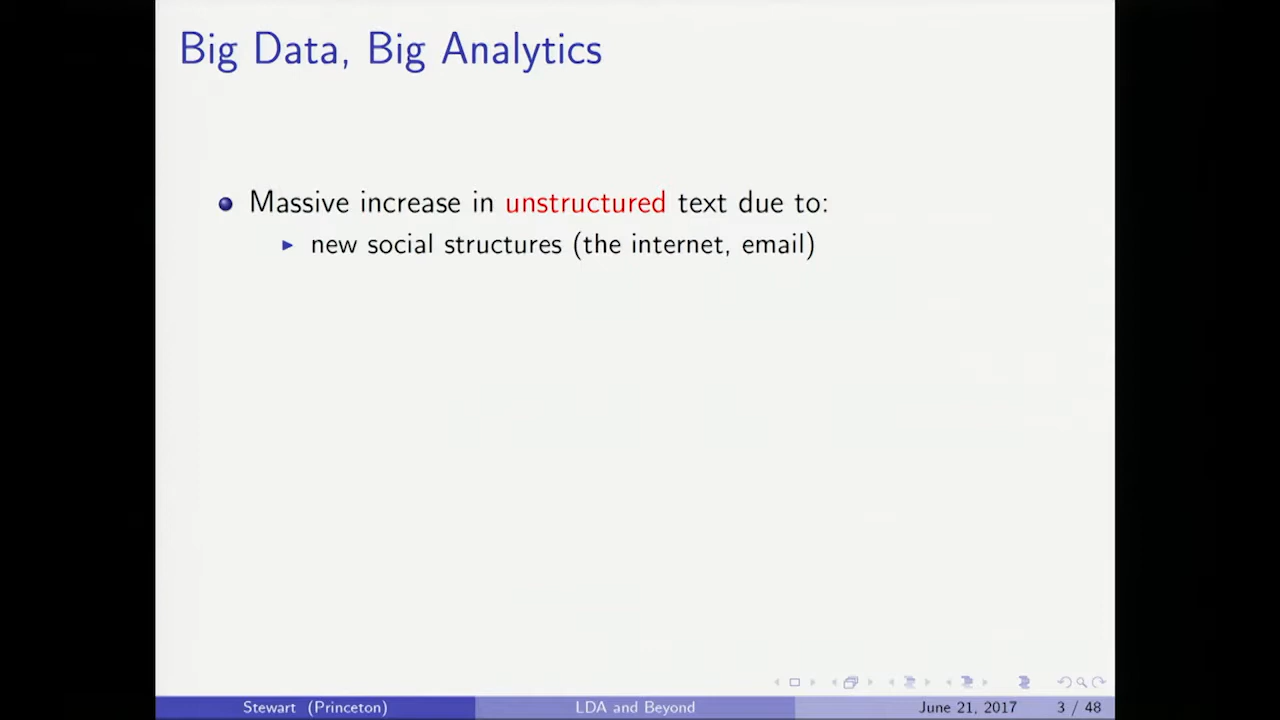 Big Data, Big Analytics
Massive increase in unstructured text due to:
new social structures (the internet, email)
Stewart (Princeton) LDA and Beyond June 21, 2017 3 / 48